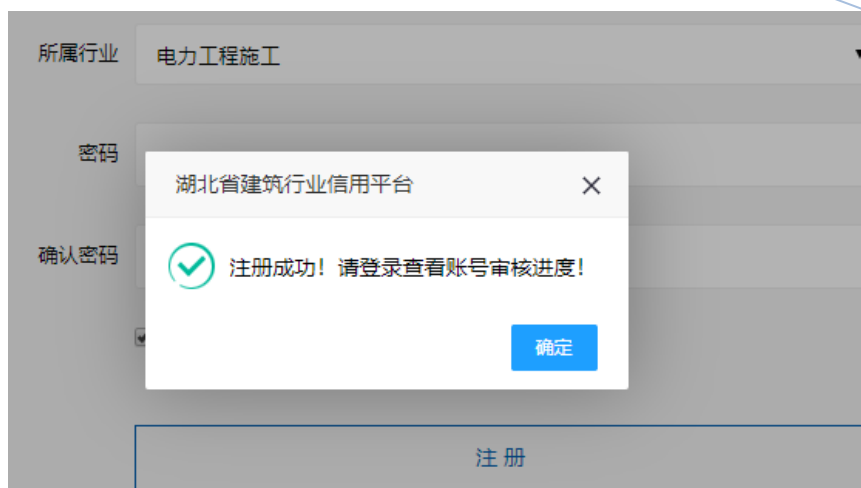 所属行业
电力工程施工
密码
湖北省建筑行业信用平台
确认密码
注册成功！请登录查看账号审核进度！
确定
注 册